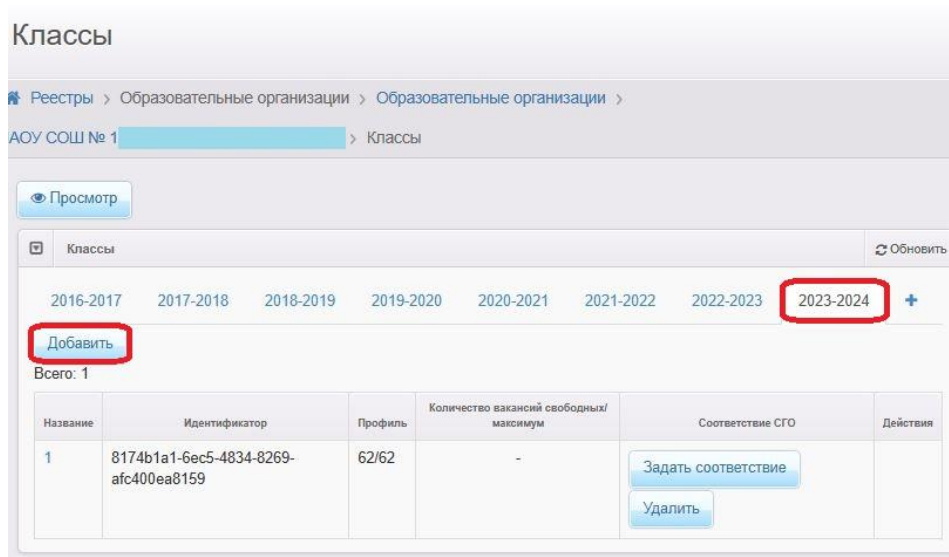 Классы
Реестры > Образовательные организации > Образовательные организации >
АОУ СОШ № 1 > Классы
Просмотр
Классы Обновить
2016-2017 2017-2018 2018-2019 2019-2020 2020-2021 2021-2022 2022-2023 2023-2024 +
Добавить
Всего: 1
Название Идентификатор Профиль Количество вакансий свободных/ максимум Соответствие СГО Действия
1 8174b1a1-6ec5-4834-8269- 62/62 - Задать соответствие
afc400ea8159
Удалить